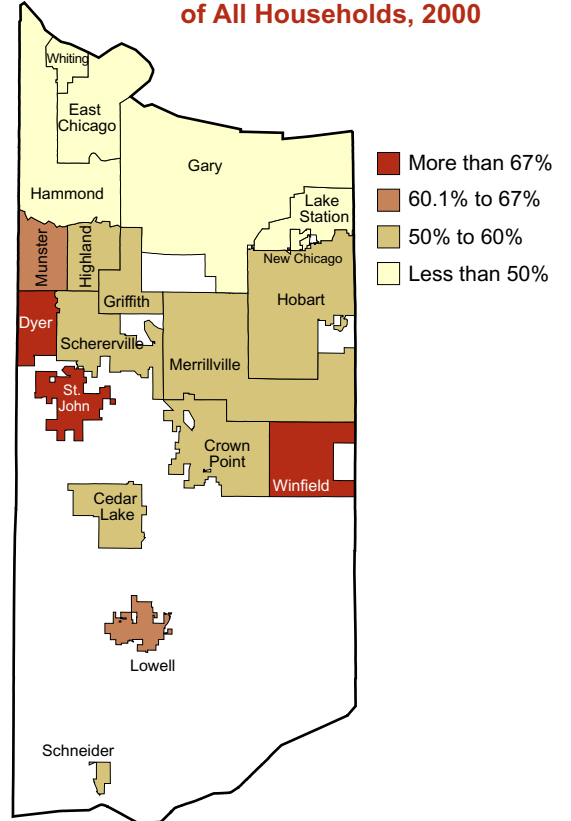 of All Households, 2000
Whiting
East
Chicago
Gary
Hammond
Lake
Station
New Chicago
Munster
Highland
Griffith
Hobart
Dyer
Schererville
Merrillville
St.
John
Crown
Point
Winfield
Cedar
Lake
Lowell
Schneider
More than 67%
60.1% to 67%
50% to 60%
Less than 50%